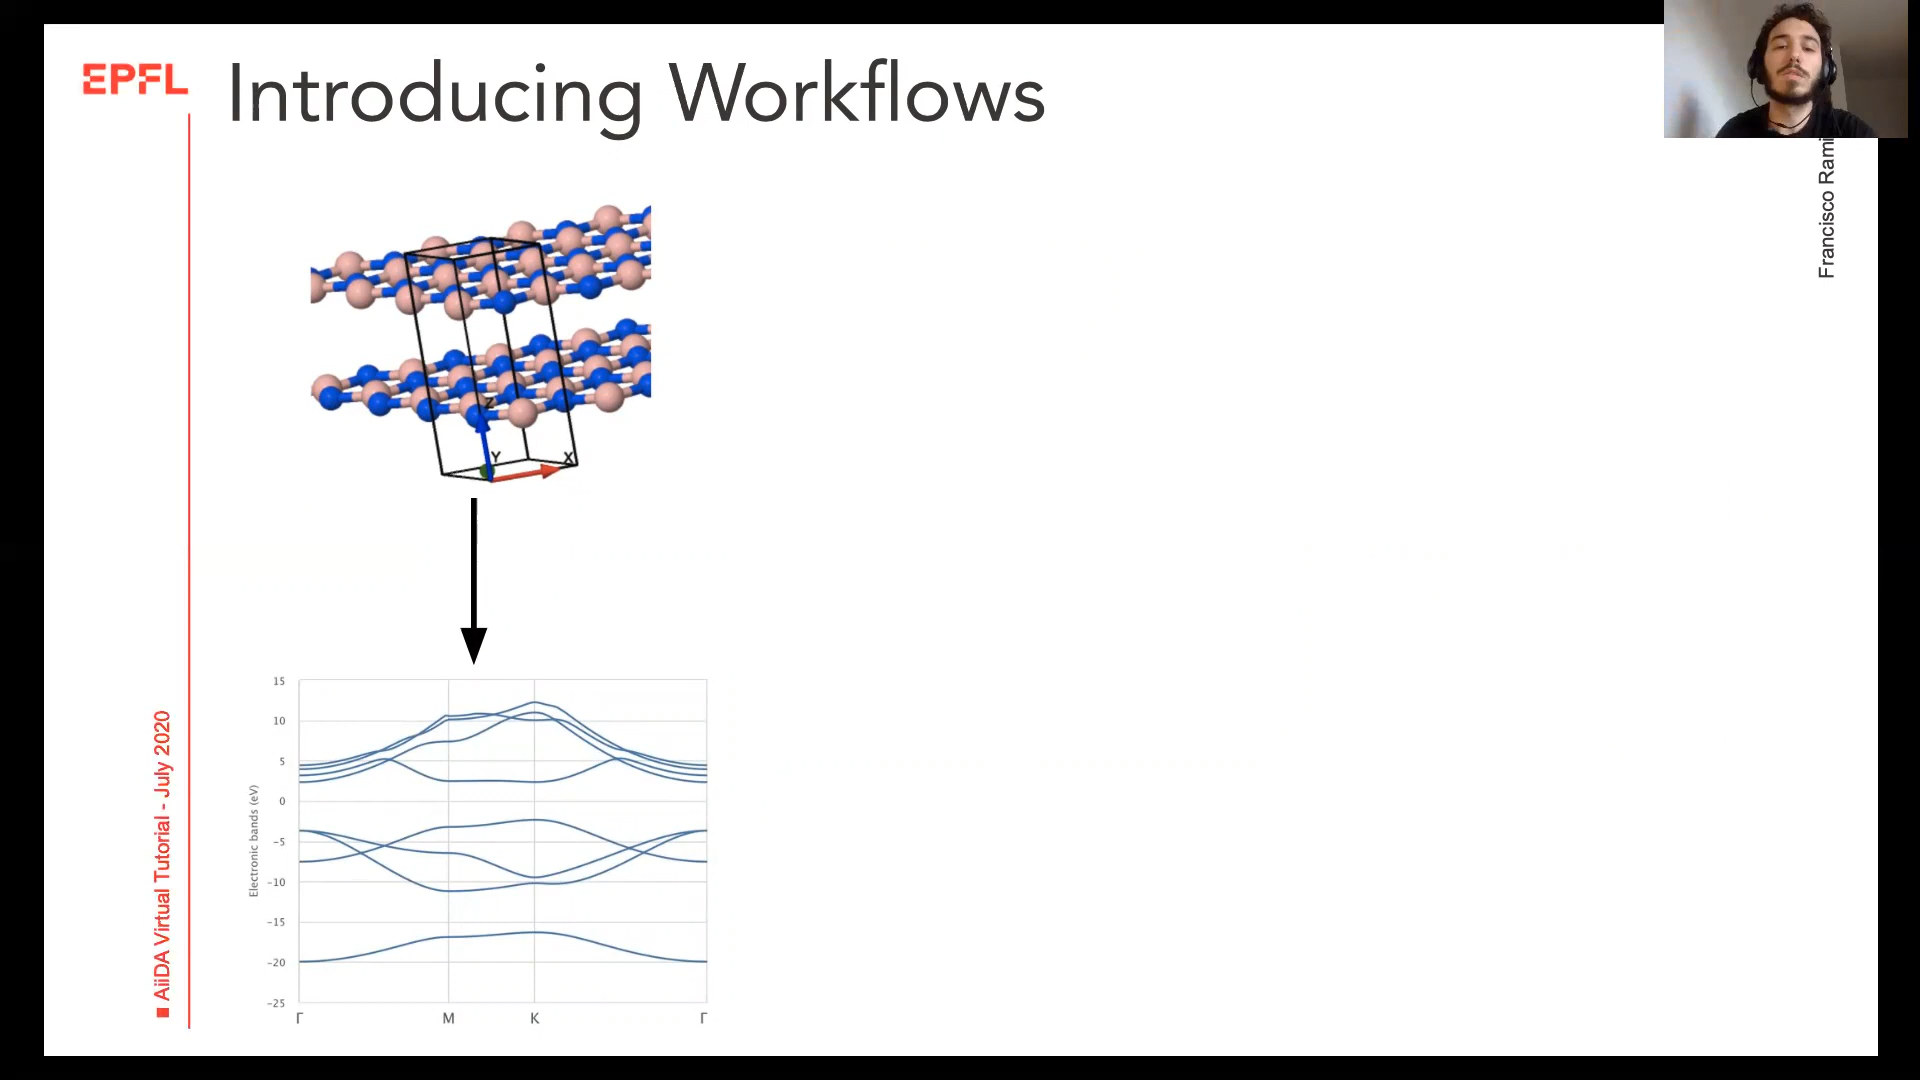 EPFL
Introducing Workflows
Francisco Rami
AiiDA Virtual Tutorial - July 2020
Z
Y
X
Electronic bands (eV)
15
10
5
0
-5
-10
-15
-20
-25
Γ
M
K
Γ